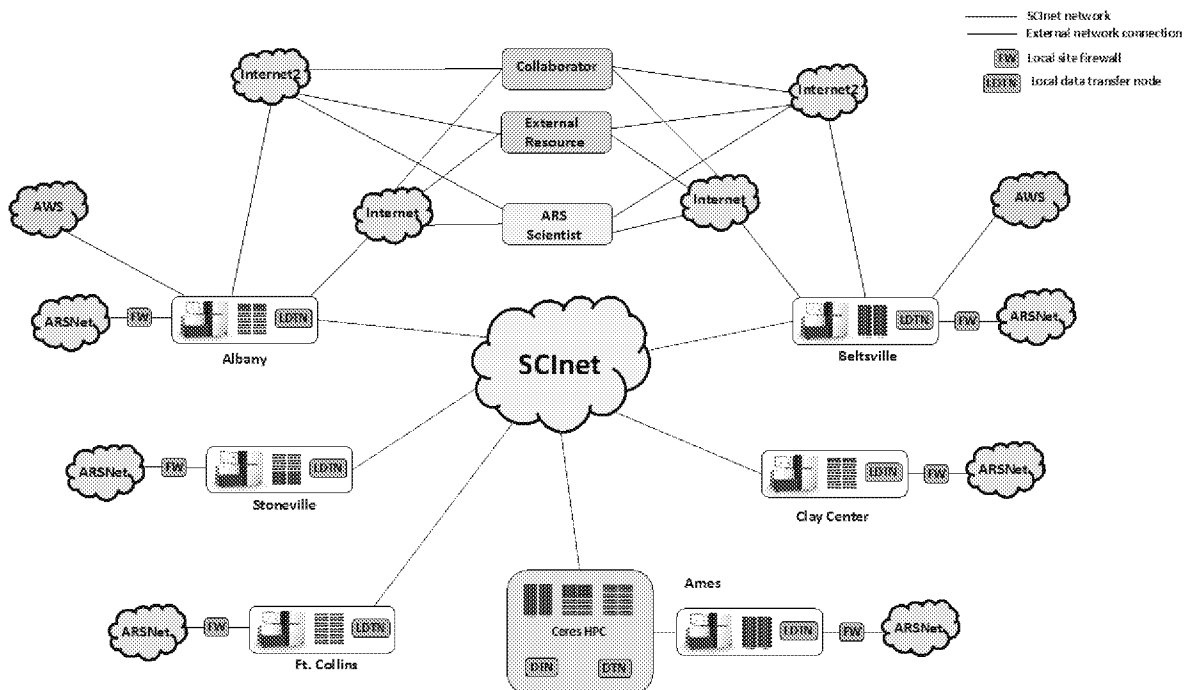 SCInet network
External network connection
FW Local site firewall
LDTN Local data transfer node
Internet2
Collaborator
Internet2
External
Resource
AWS
Internet
ARS
Scientist
Internet
AWS
ARSNet
FW
LDTN
Albany
SCInet
LDTN
FW
ARSNet
Beltsville
ARSNet
FW
LDTN
Stoneville
LDTN
FW
ARSNet
Clay Center
Ames
ARSNet
FW
LDTN
Ft. Collins
Ceres HPC
DTN
DTN
LDTN
FW
ARSNet